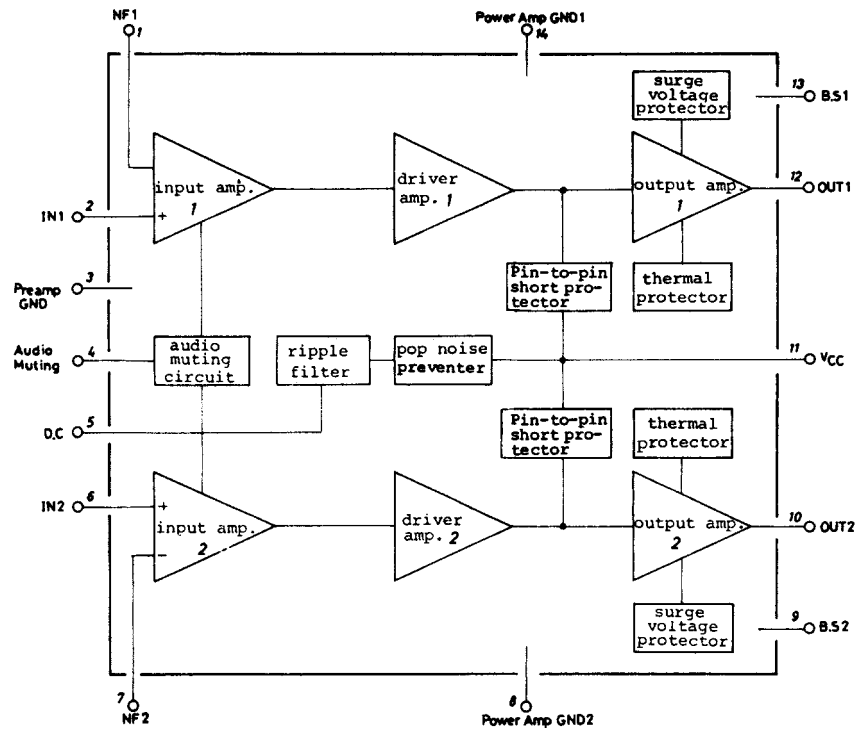 NF1
1
Power Amp GND1
14
surge
voltage
protector
13
B.S1
input amp.
1
+
driver
amp. 1
output amp.
1
12
OUT1
2
IN1
Pin-to-pin
short pro-
tector
thermal
protector
3
Preamp
GND
Audio
Muting
4
audio
muting
circuit
ripple
filter
pop noise
preventer
11
VCC
5
D.C
Pin-to-pin
short pro-
tector
thermal
protector
6
IN2
+
input amp.
2
−
driver
amp. 2
output amp.
2
10
OUT2
surge
voltage
protector
9
B.S2
7
NF2
8
Power Amp GND2